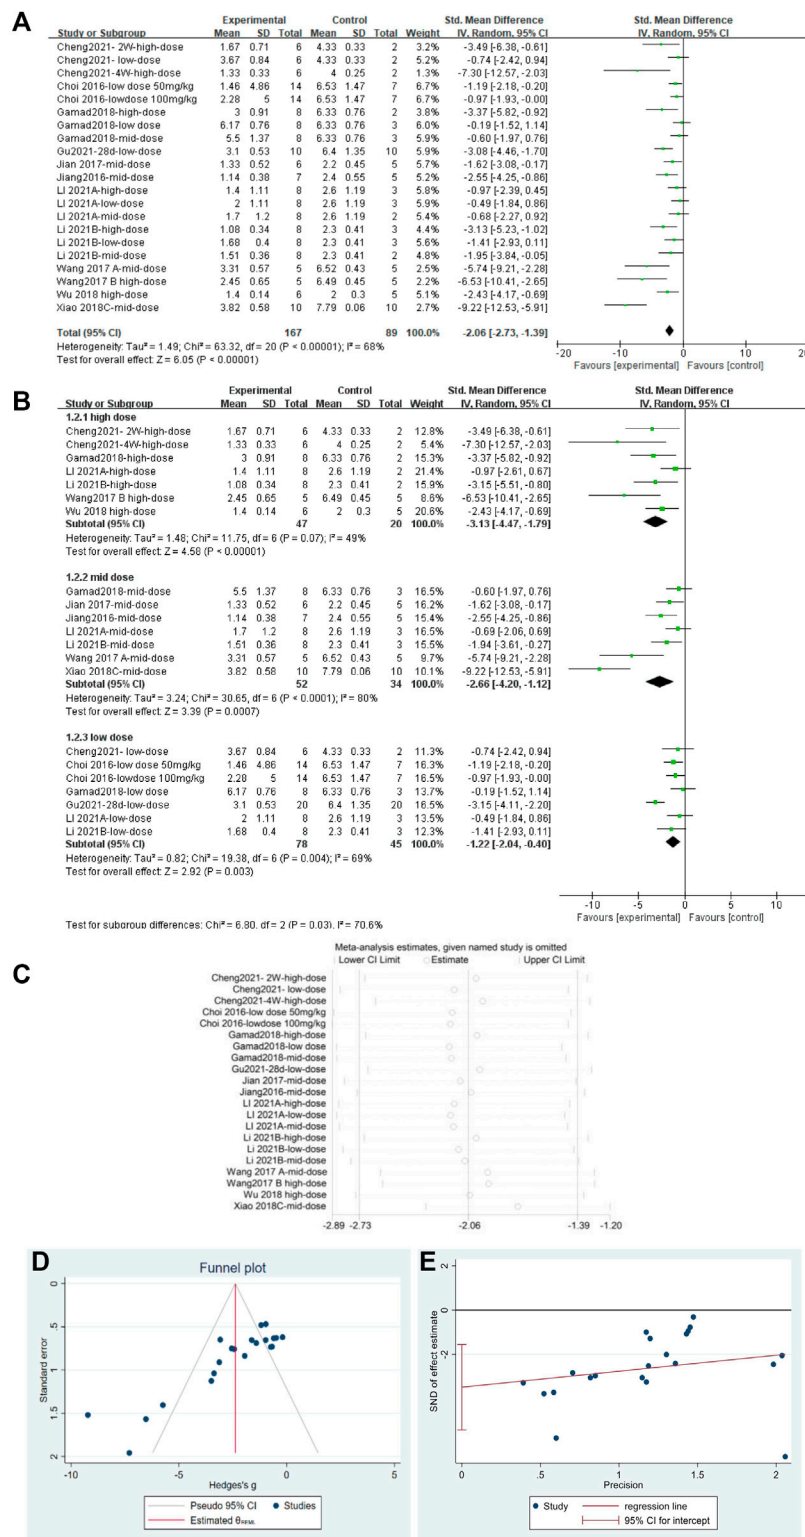 A
Experimental Control Std. Mean Difference Std. Mean Difference
Study or Subgroup Mean SD Total Mean SD Total Weight IV, Random, 95% CI IV, Random, 95% CI
Cheng2021- 2W-high-dose 1.67 0.71 6 4.33 0.33 2 3.2% -3.49 [-6.38, -0.61]
Cheng2021- low-dose 3.67 0.84 6 4.33 0.33 2 5.5% -0.74 [-2.42, 0.94]
Cheng2021-4W-high-dose 1.33 0.33 6 4 0.25 2 1.3% -7.30 [-12.57, -2.03]
Choi 2016-low dose 50mg/kg 1.46 4.86 14 6.53 1.47 7 6.8% -1.19 [-2.18, -0.20]
Choi 2016-lowdose 100mg/kg 2.28 5 14 6.53 1.47 7 6.9% -0.97 [-1.93, -0.00]
Gamad2018-high-dose 3 0.91 8 6.33 0.76 2 3.8% -3.37 [-5.82, -0.92]
Gamad2018-low dose 6.17 0.76 8 6.33 0.76 3 6.2% -0.19 [-1.52, 1.14]
Gamad2018-mid-dose 5.5 1.37 8 6.33 0.76 3 6.1% -0.60 [-1.97, 0.76]
Gu2021-28d-low-dose 3.1 0.53 10 6.4 1.35 10 6.1% -3.08 [-4.46, -1.70]
Jian 2017-mid-dose 1.33 0.52 6 2.2 0.45 5 5.9% -1.62 [-3.08, -0.17]
Jiang2016-mid-dose 1.14 0.38 7 2.4 0.55 5 5.4% -2.55 [-4.25, -0.86]
LI 2021A-high-dose 1.4 1.11 8 2.6 1.19 3 6.0% -0.97 [-2.39, 0.45]
LI 2021A-low-dose 2 1.11 8 2.6 1.19 3 6.1% -0.49 [-1.84, 0.86]
LI 2021A-mid-dose 1.7 1.2 8 2.6 1.19 2 5.6% -0.68 [-2.27, 0.92]
Li 2021B-high-dose 1.08 0.34 8 2.3 0.41 3 4.5% -3.13 [-5.23, -1.02]
Li 2021B-low-dose 1.68 0.4 8 2.3 0.41 3 5.8% -1.41 [-2.93, 0.11]
Li 2021B-mid-dose 1.51 0.36 8 2.3 0.41 2 5.0% -1.95 [-3.84, -0.05]
Wang 2017 A-mid-dose 3.31 0.57 5 6.52 0.43 5 2.5% -5.74 [-9.21, -2.28]
Wang2017 B high-dose 2.45 0.65 5 6.49 0.45 5 2.1% -6.53 [-10.41, -2.65]
Wu 2018 high-dose 1.4 0.14 6 2 0.3 5 5.3% -2.43 [-4.17, -0.69]
Xiao 2018C-mid-dose 3.82 0.58 10 7.79 0.06 10 2.7% -9.22 [-12.53, -5.91]
Total (95% CI) 167 89 100.0% -2.06 [-2.73, -1.39]
Heterogeneity: Tau² = 1.49; Chi² = 63.32, df = 20 (P < 0.00001); I² = 68%
Test for overall effect: Z = 6.05 (P < 0.00001)
-20 -10 0 10 20
Favours [experimental] Favours [control]
B
Experimental Control Std. Mean Difference Std. Mean Difference
Study or Subgroup Mean SD Total Mean SD Total Weight IV, Random, 95% CI IV, Random, 95% CI
1.2.1 high dose
Cheng2021- 2W-high-dose 1.67 0.71 6 4.33 0.33 2 12.8% -3.49 [-6.38, -0.61]
Cheng2021-4W-high-dose 1.33 0.33 6 4 0.25 2 5.4% -7.30 [-12.57, -2.03]
Gamad2018-high-dose 3 0.91 8 6.33 0.76 2 15.3% -3.37 [-5.82, -0.92]
LI 2021A-high-dose 1.4 1.11 8 2.6 1.19 2 21.4% -0.97 [-2.61, 0.67]
Li 2021B-high-dose 1.08 0.34 8 2.3 0.41 2 15.9% -3.15 [-5.51, -0.80]
Wang2017 B high-dose 2.45 0.65 5 6.49 0.45 5 8.6% -6.53 [-10.41, -2.65]
Wu 2018 high-dose 1.4 0.14 6 2 0.3 5 20.6% -2.43 [-4.17, -0.69]
Subtotal (95% CI) 47 20 100.0% -3.13 [-4.47, -1.79]
Heterogeneity: Tau² = 1.48; Chi² = 11.75, df = 6 (P = 0.07); I² = 49%
Test for overall effect: Z = 4.58 (P < 0.00001)
1.2.2 mid dose
Gamad2018-mid-dose 5.5 1.37 8 6.33 0.76 3 16.5% -0.60 [-1.97, 0.76]
Jian 2017-mid-dose 1.33 0.52 6 2.2 0.45 5 16.2% -1.62 [-3.08, -0.17]
Jiang2016-mid-dose 1.14 0.38 7 2.4 0.55 5 15.4% -2.55 [-4.25, -0.86]
LI 2021A-mid-dose 1.7 1.2 8 2.6 1.19 3 16.5% -0.69 [-2.06, 0.69]
Li 2021B-mid-dose 1.51 0.36 8 2.3 0.41 3 15.5% -1.94 [-3.61, -0.27]
Wang 2017 A-mid-dose 3.31 0.57 5 6.52 0.43 5 9.7% -5.74 [-9.21, -2.28]
Xiao 2018C-mid-dose 3.82 0.58 10 7.79 0.06 10 10.1% -9.22 [-12.53, -5.91]
Subtotal (95% CI) 52 34 100.0% -2.66 [-4.20, -1.12]
Heterogeneity: Tau² = 3.24; Chi² = 30.65, df = 6 (P < 0.0001); I² = 80%
Test for overall effect: Z = 3.39 (P = 0.0007)
1.2.3 low dose
Cheng2021- low-dose 3.67 0.84 6 4.33 0.33 2 11.3% -0.74 [-2.42, 0.94]
Choi 2016-low dose 50mg/kg 1.46 4.86 14 6.53 1.47 7 16.3% -1.19 [-2.18, -0.20]
Choi 2016-lowdose 100mg/kg 2.28 5 14 6.53 1.47 7 16.4% -0.97 [-1.93, -0.00]
Gamad2018-low dose 6.17 0.76 8 6.33 0.76 3 13.4% -0.19 [-1.52, 1.14]
Gu2021-28d-low-dose 3.1 0.53 20 6.4 1.35 20 16.5% -3.15 [-4.11, -2.20]
LI 2021A-low-dose 2 1.11 8 2.6 1.19 3 13.3% -0.49 [-1.84, 0.86]
Li 2021B-low-dose 1.68 0.4 8 2.3 0.41 3 12.3% -1.41 [-2.93, 0.11]
Subtotal (95% CI) 78 45 100.0% -1.22 [-2.04, -0.40]
Heterogeneity: Tau² = 0.82; Chi² = 19.38, df = 6 (P = 0.004); I² = 69%
Test for overall effect: Z = 2.92 (P = 0.003)
-10 -5 0 5 10
Favours [experimental] Favours [control]
Test for subgroup differences: Chi² = 6.80, df = 2 (P = 0.03), I² = 70.6%
C
Meta-analysis estimates, given named study is omitted
Lower CI Limit Estimate Upper CI Limit
Cheng2021- 2W-high-dose
Cheng2021- low-dose
Cheng2021-4W-high-dose
Choi 2016-low dose 50mg/kg
Choi 2016-lowdose 100mg/kg
Gamad2018-high-dose
Gamad2018-low dose
Gamad2018-mid-dose
Gu2021-28d-low-dose
Jian 2017-mid-dose
Jiang2016-mid-dose
LI 2021A-high-dose
LI 2021A-low-dose
LI 2021A-mid-dose
Li 2021B-high-dose
Li 2021B-low-dose
Li 2021B-mid-dose
Wang 2017 A-mid-dose
Wang2017 B high-dose
Wu 2018 high-dose
Xiao 2018C-mid-dose
-2.89 -2.73 -2.06 -1.39 -1.20
D
Funnel plot
Standard error
0
.5
1
1.5
2
-10 -5 0 5
Hedges's g
Pseudo 95% CI Studies
Estimated θREML
E
SND of effect estimate
2
0
-2
0 .5 1 1.5 2
Precision
Study regression line
95% CI for intercept